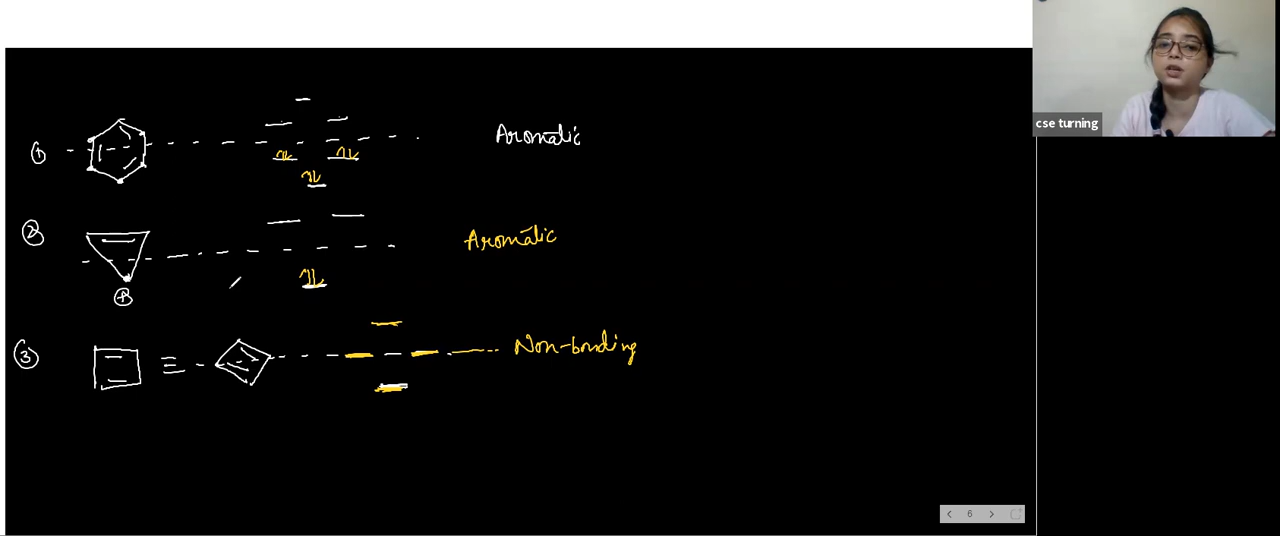 cse turning
① Aromatic
② Aromatic
⊕
③ ≡ Non-bonding
6